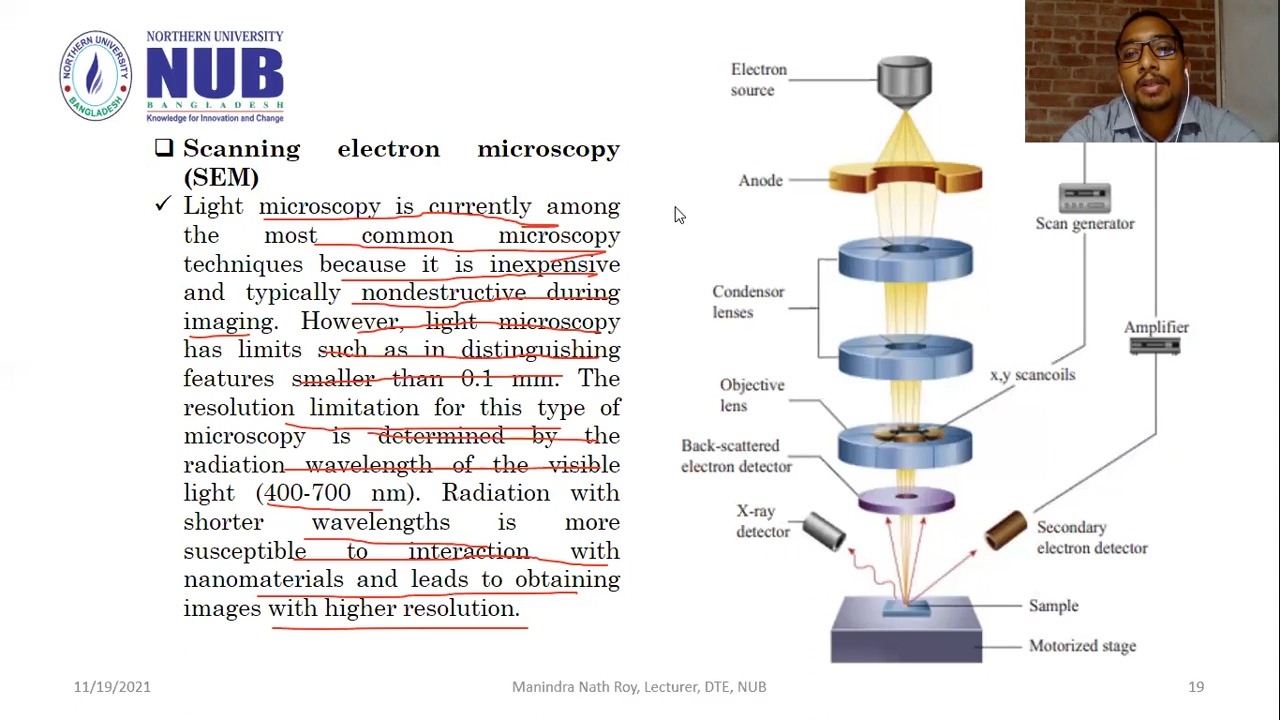 NORTHERN UNIVERSITY
NUB
BANGLADESH
Knowledge for Innovation and Change
NORTHERN UNIVERSITY
BANGLADESH
Scanning electron microscopy
(SEM)
Light microscopy is currently among
the most common microscopy
techniques because it is inexpensive
and typically nondestructive during
imaging. However, light microscopy
has limits such as in distinguishing
features smaller than 0.1 mm. The
resolution limitation for this type of
microscopy is determined by the
radiation wavelength of the visible
light (400-700 nm). Radiation with
shorter wavelengths is more
susceptible to interaction with
nanomaterials and leads to obtaining
images with higher resolution.
Electron
source
Anode
Scan generator
Condensor
lenses
Amplifier
x,y scancoils
Objective
lens
Back-scattered
electron detector
X-ray
detector
Secondary
electron detector
Sample
Motorized stage
11/19/2021
Manindra Nath Roy, Lecturer, DTE, NUB
19